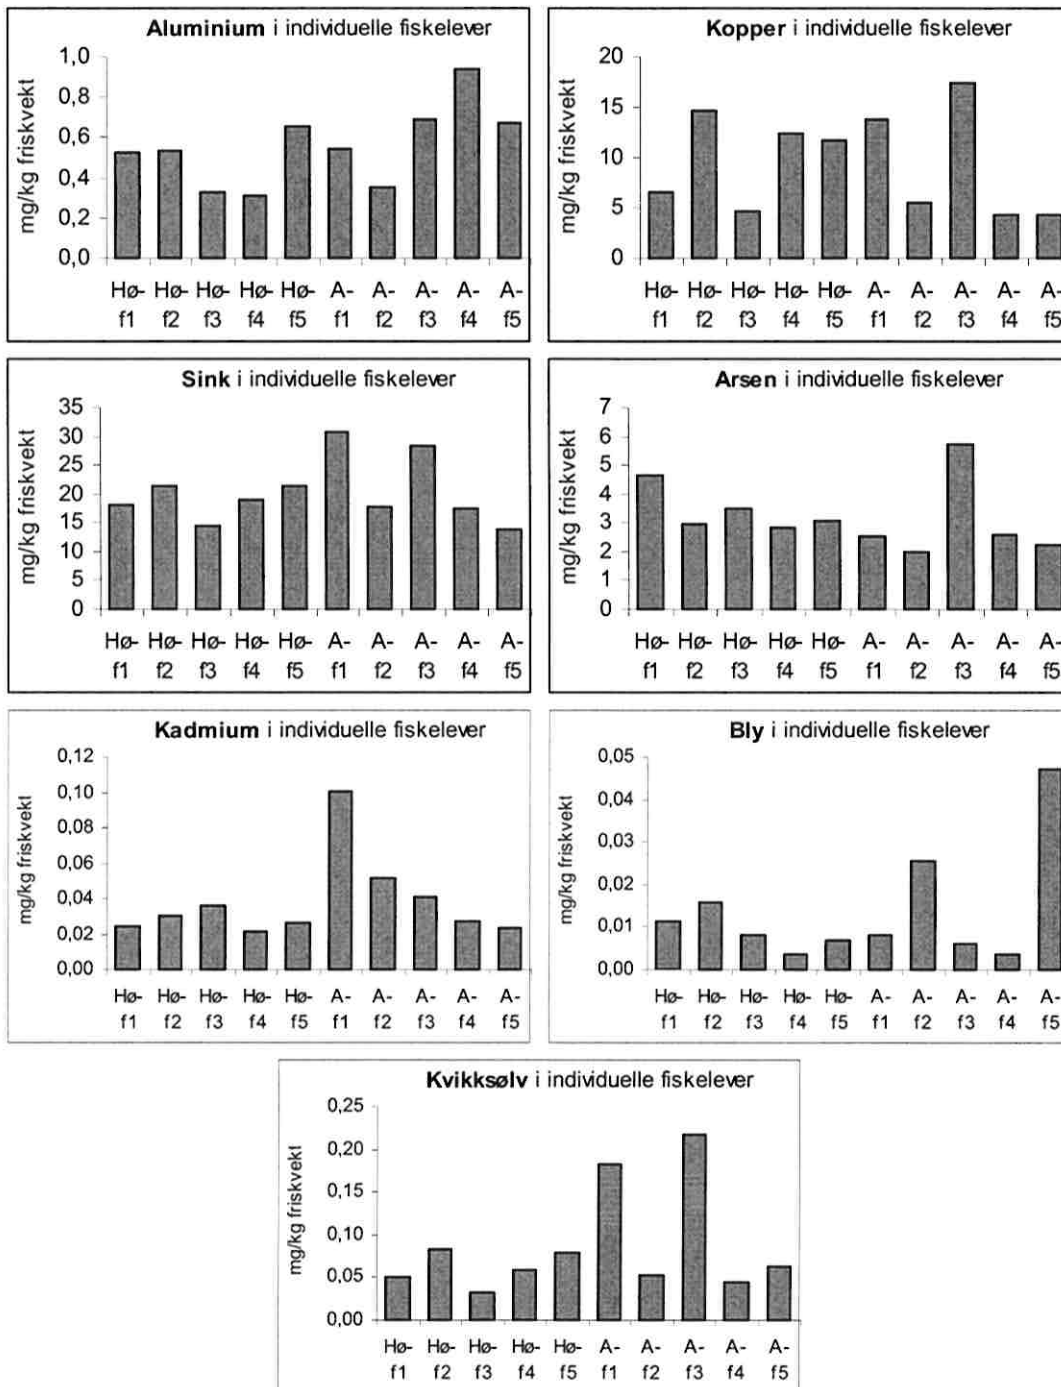 Aluminium i individuelle fiskelever
mg/kg friskvekt
1,0
0,8
0,6
0,4
0,2
0,0
Hø-f1 Hø-f2 Hø-f3 Hø-f4 Hø-f5 A-f1 A-f2 A-f3 A-f4 A-f5
Kopper i individuelle fiskelever
mg/kg friskvekt
20
15
10
5
0
Hø-f1 Hø-f2 Hø-f3 Hø-f4 Hø-f5 A-f1 A-f2 A-f3 A-f4 A-f5
Sink i individuelle fiskelever
mg/kg friskvekt
35
30
25
20
15
10
5
0
Hø-f1 Hø-f2 Hø-f3 Hø-f4 Hø-f5 A-f1 A-f2 A-f3 A-f4 A-f5
Arsen i individuelle fiskelever
mg/kg friskvekt
7
6
5
4
3
2
1
0
Hø-f1 Hø-f2 Hø-f3 Hø-f4 Hø-f5 A-f1 A-f2 A-f3 A-f4 A-f5
Kadmium i individuelle fiskelever
mg/kg friskvekt
0,12
0,10
0,08
0,06
0,04
0,02
0,00
Hø-f1 Hø-f2 Hø-f3 Hø-f4 Hø-f5 A-f1 A-f2 A-f3 A-f4 A-f5
Bly i individuelle fiskelever
mg/kg friskvekt
0,05
0,04
0,03
0,02
0,01
0,00
Hø-f1 Hø-f2 Hø-f3 Hø-f4 Hø-f5 A-f1 A-f2 A-f3 A-f4 A-f5
Kvikksølv i individuelle fiskelever
mg/kg friskvekt
0,25
0,20
0,15
0,10
0,05
0,00
Hø-f1 Hø-f2 Hø-f3 Hø-f4 Hø-f5 A-f1 A-f2 A-f3 A-f4 A-f5